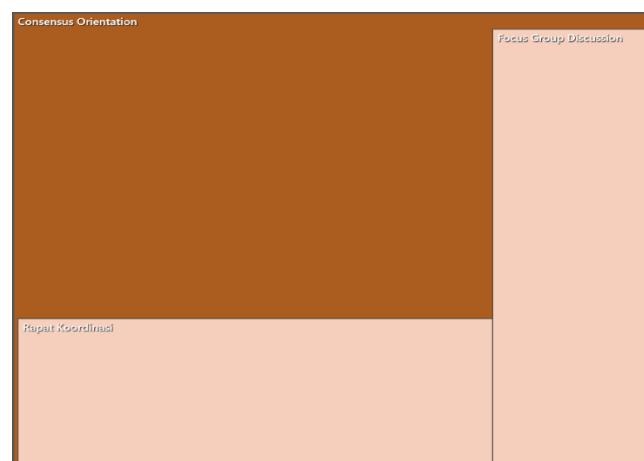 Consensus Orientation
Focus Group Discussion
Rapat Koordinasi